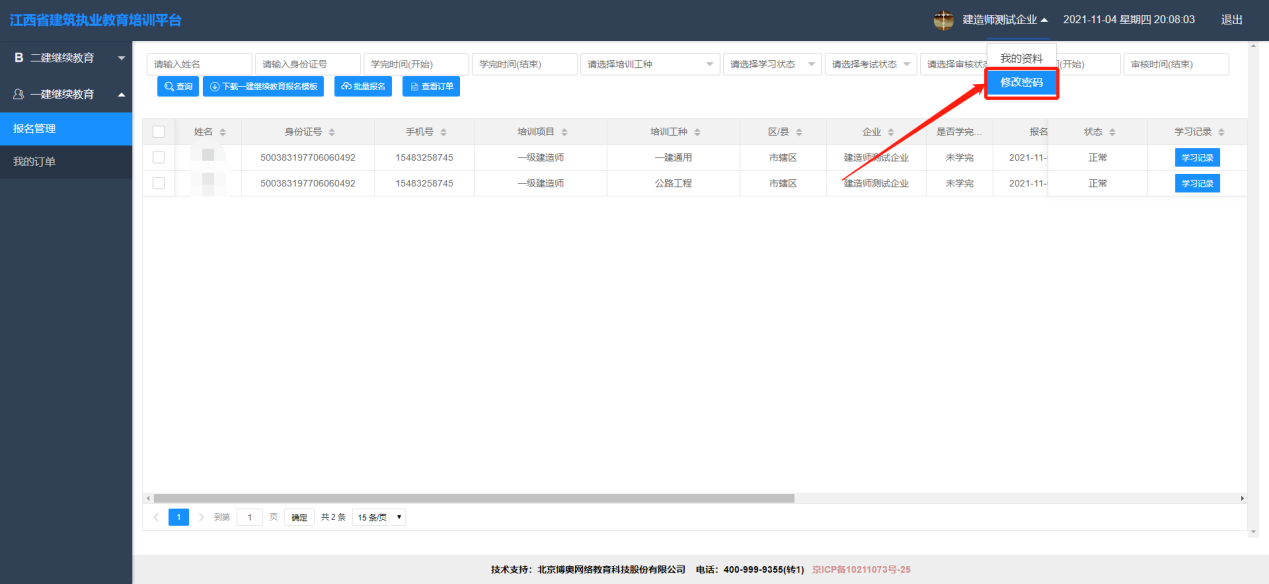 江西省建筑执业教育培训平台
建造师测试企业 2021-11-04 星期四 20:08:03 退出
B 二建继续教育
一建继续教育
报名管理
我的订单
我的资料
修改密码
请输入姓名 请输入身份证号 学完时间(开始) 学完时间(结束) 请选择培训工种 请选择学习状态 请选择考试状态 请选择审核状 (开始) 审核时间(结束)
查询 下载一建继续教育报名模板 批量报名 查看订单
姓名 身份证号 手机号 培训项目 培训工种 区/县 企业 是否学完... 报名 状态 学习记录
500383197706060492 15483258745 一级建造师 一建通用 市辖区 建造师测试企业 未学完 2021-11- 正常 学习记录
500383197706060492 15483258745 一级建造师 公路工程 市辖区 建造师测试企业 未学完 2021-11- 正常 学习记录
1 到第 1 页 确定 共 2 条 15 条/页
技术支持：北京博奥网络教育科技股份有限公司 电话：400-999-9355(转1) 京ICP备10211073号-25